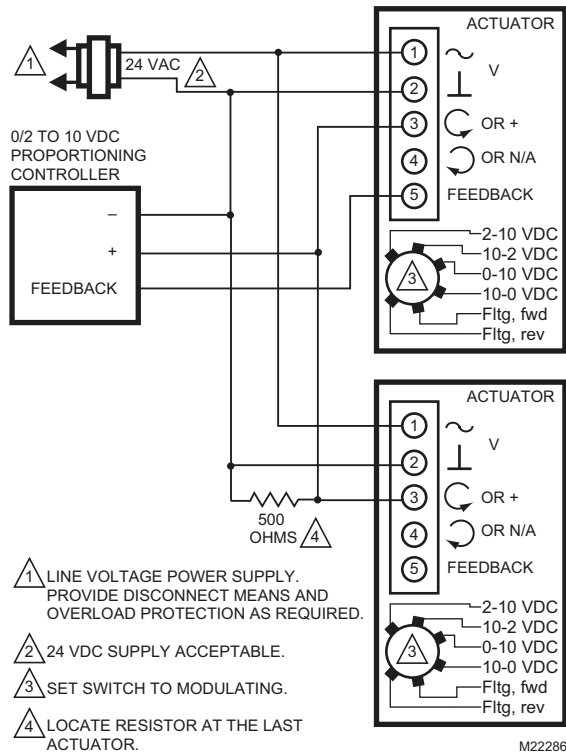 ACTUATOR
1
24 VAC
2
1
V
2
0/2 TO 10 VDC
PROPORTIONING
CONTROLLER
3
OR +
4
OR N/A
5
FEEDBACK
–
+
FEEDBACK
3
2-10 VDC
10-2 VDC
0-10 VDC
10-0 VDC
Fltg, fwd
Fltg, rev
ACTUATOR
1
V
2
3
OR +
4
OR N/A
5
FEEDBACK
500
OHMS
4
3
2-10 VDC
10-2 VDC
0-10 VDC
10-0 VDC
Fltg, fwd
Fltg, rev
1 LINE VOLTAGE POWER SUPPLY.
PROVIDE DISCONNECT MEANS AND
OVERLOAD PROTECTION AS REQUIRED.
2 24 VDC SUPPLY ACCEPTABLE.
3 SET SWITCH TO MODULATING.
4 LOCATE RESISTOR AT THE LAST
ACTUATOR.
M22286